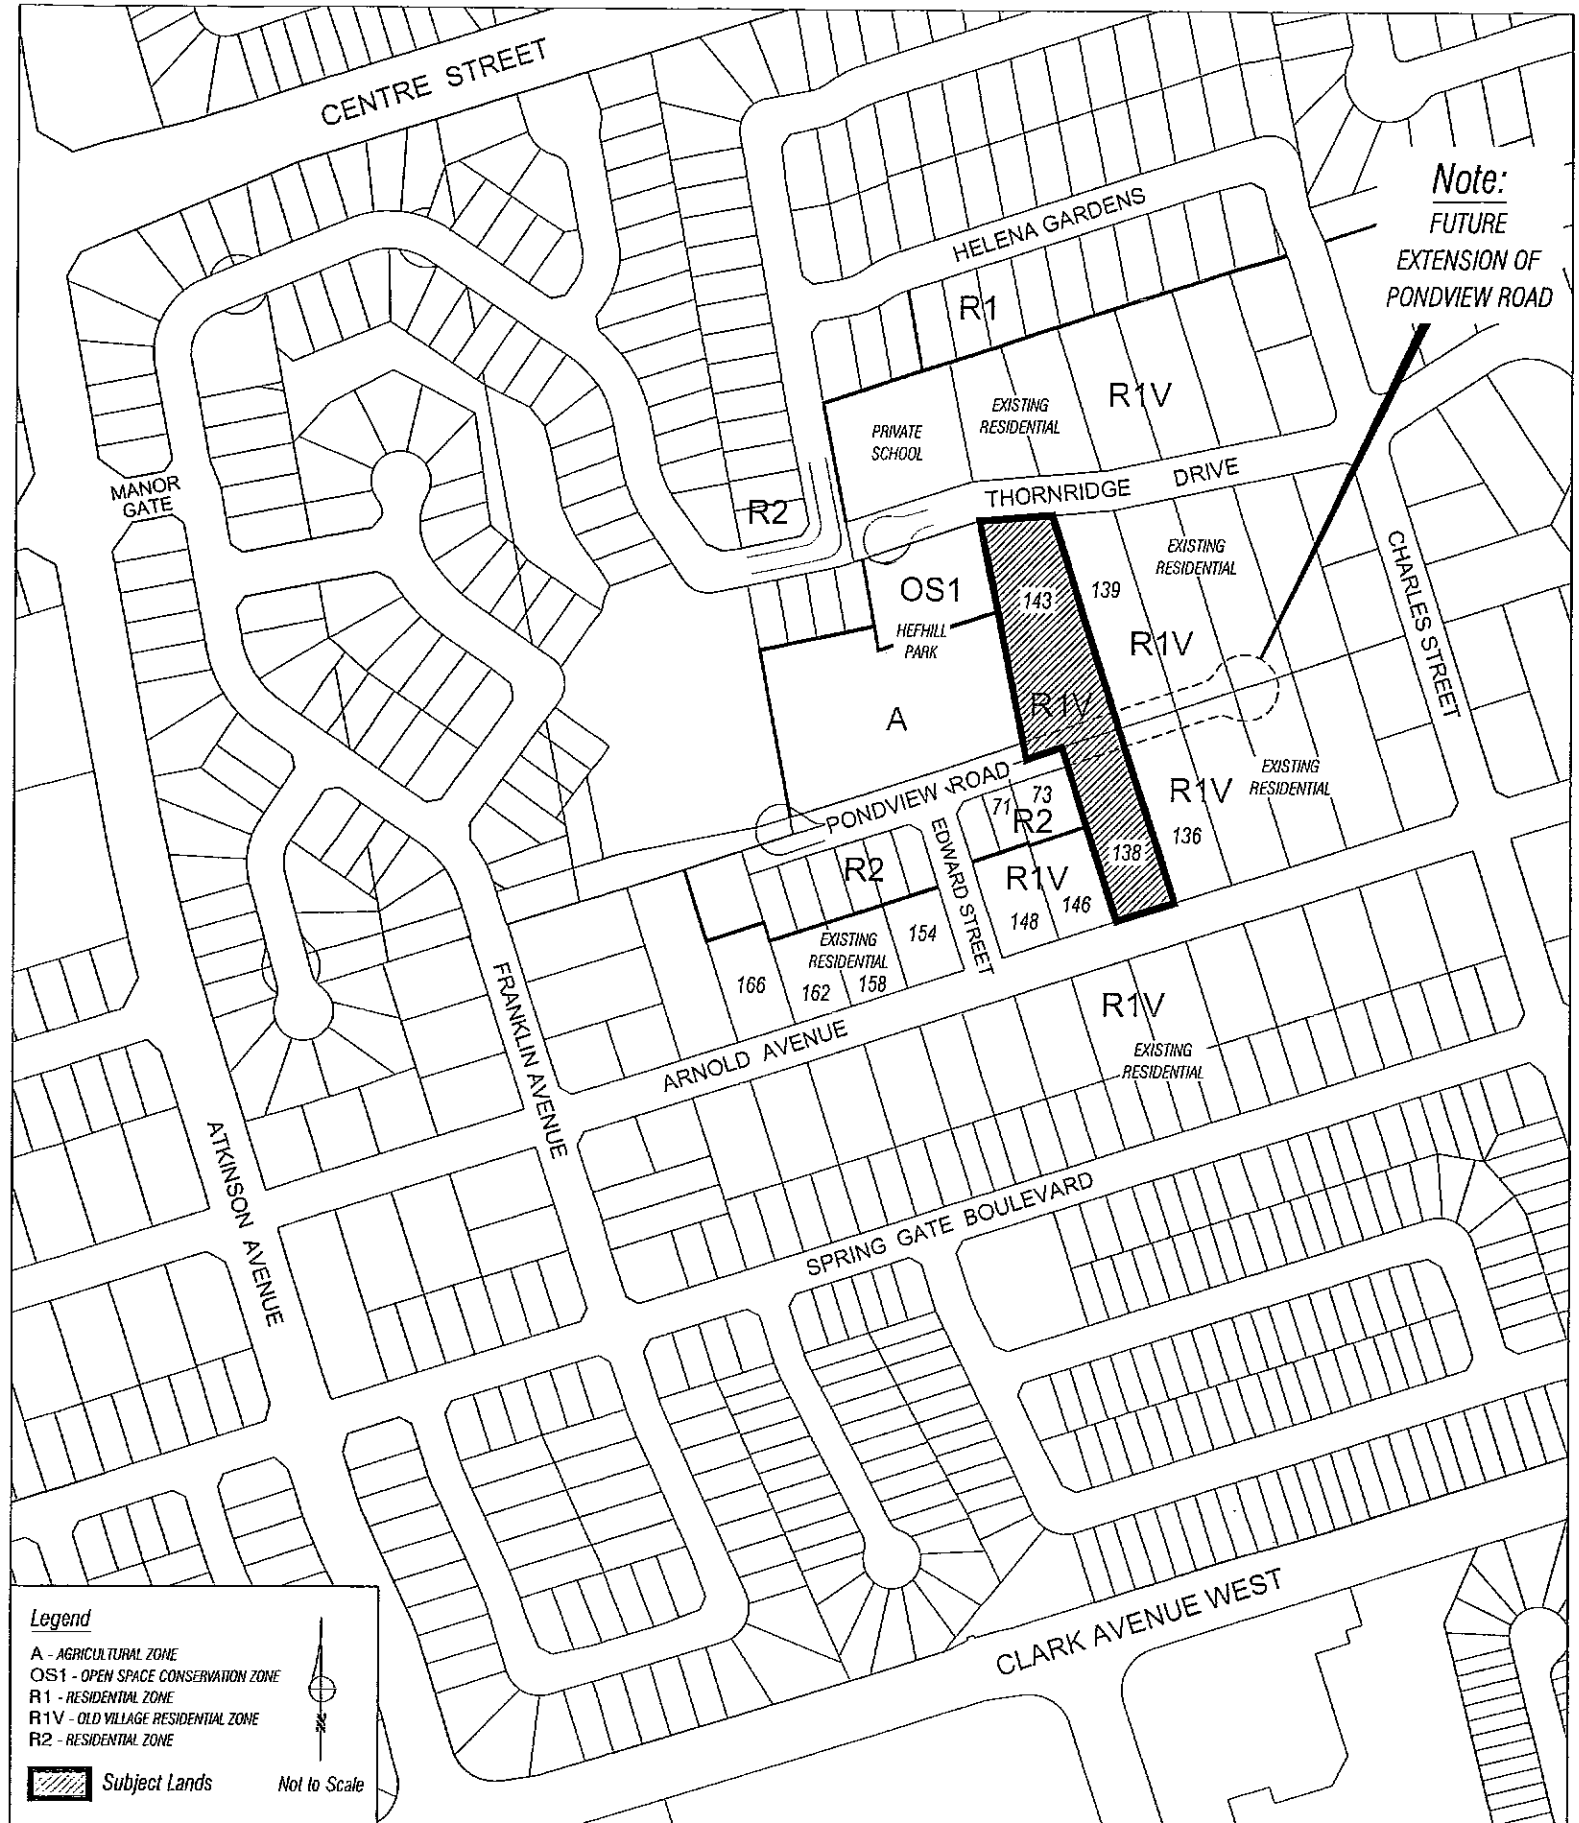 CENTRE STREET
Note:
FUTURE
EXTENSION OF
PONDVIEW ROAD
HELENA GARDENS
R1
R1V
EXISTING
RESIDENTIAL
PRIVATE
SCHOOL
MANOR
GATE
THORNRIDGE DRIVE
R2
EXISTING
RESIDENTIAL
CHARLES STREET
OS1
143
139
HEFHILL
PARK
R1V
R1V
A
PONDVIEW ROAD
EXISTING
RESIDENTIAL
R1V
71
73
R2
136
EDWARD STREET
138
R2
R1V
146
148
154
EXISTING
RESIDENTIAL
166
162
158
FRANKLIN AVENUE
R1V
ARNOLD AVENUE
EXISTING
RESIDENTIAL
ATKINSON AVENUE
SPRING GATE BOULEVARD
CLARK AVENUE WEST
Legend
A - AGRICULTURAL ZONE
OS1 - OPEN SPACE CONSERVATION ZONE
R1 - RESIDENTIAL ZONE
R1V - OLD VILLAGE RESIDENTIAL ZONE
R2 - RESIDENTIAL ZONE
Subject Lands
Not to Scale